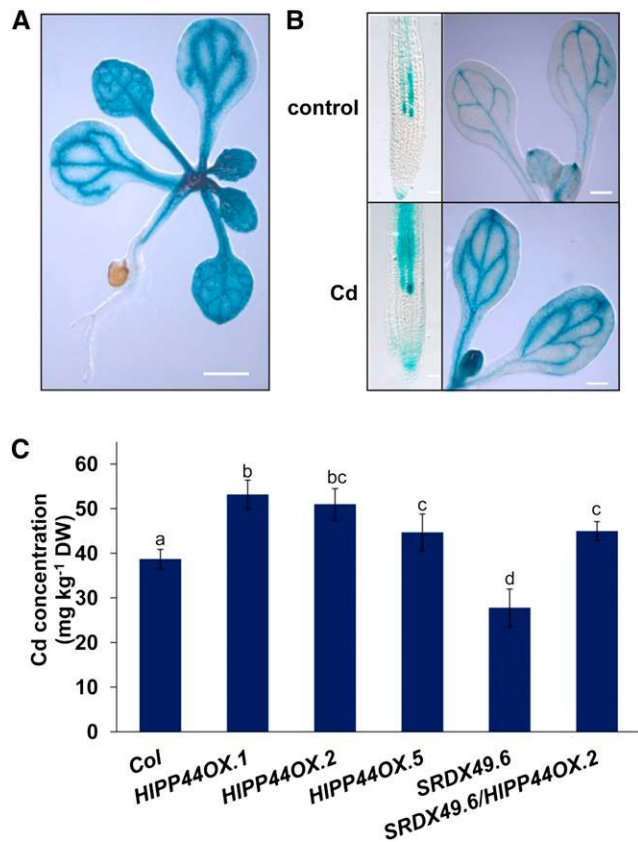 A
B
control
Cd
C
Cd concentration
(mg kg⁻¹ DW)
60
50
40
30
20
10
0
a
b
bc
c
d
c
Col
HIPP44OX.1
HIPP44OX.2
HIPP44OX.5
SRDX49.6
SRDX49.6/HIPP44OX.2